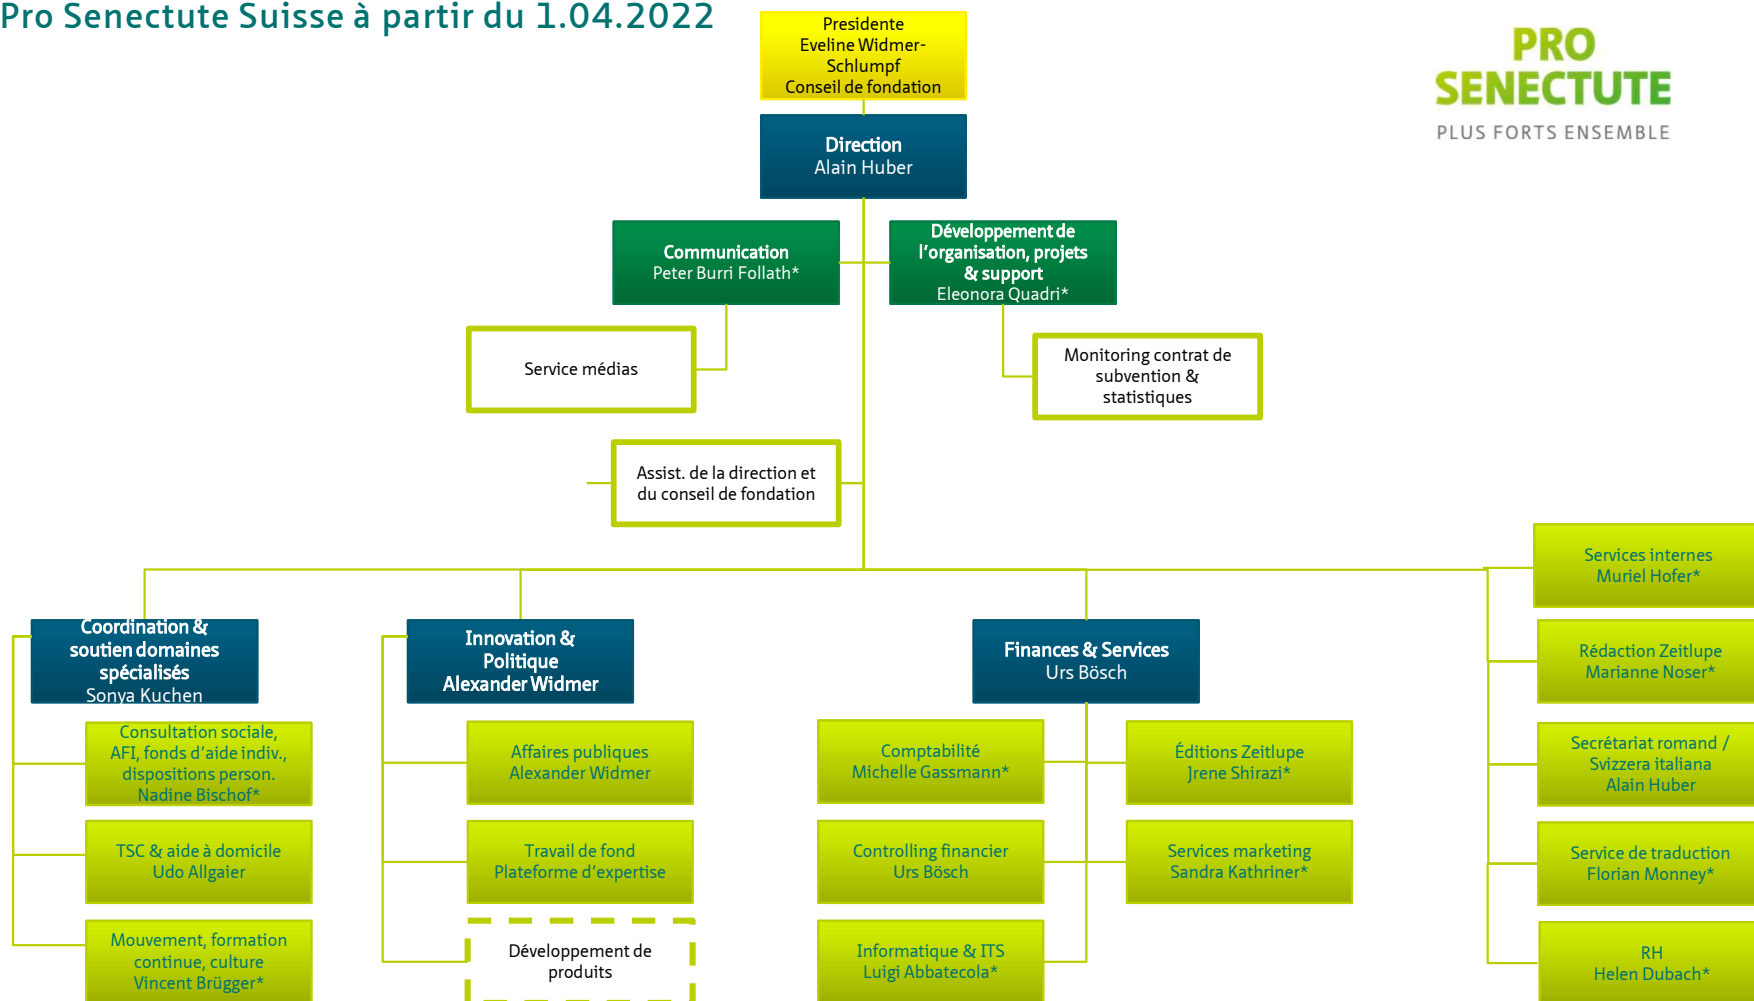 Pro Senectute Suisse à partir du 1.04.2022
Presidente
Eveline Widmer-
Schlumpf
Conseil de fondation
PRO
SENECTUTE
PLUS FORTS ENSEMBLE
Direction
Alain Huber
Communication
Peter Burri Follath*
Développement de
l'organisation, projets
& support
Eleonora Quadri*
Service médias
Monitoring contrat de
subvention &
statistiques
Assist. de la direction et
du conseil de fondation
Coordination &
soutien domaines
spécialisés
Sonya Kuchen
Consultation sociale,
AFI, fonds d'aide indiv.,
dispositions person.
Nadine Bischof*
TSC & aide à domicile
Udo Allgaier
Mouvement, formation
continue, culture
Vincent Brügger*
Innovation &
Politique
Alexander Widmer
Affaires publiques
Alexander Widmer
Travail de fond
Plateforme d'expertise
Développement de
produits
Finances & Services
Urs Bösch
Comptabilité
Michelle Gassmann*
Controlling financier
Urs Bösch
Informatique & ITS
Luigi Abbatecola*
Éditions Zeitlupe
Jrene Shirazi*
Services marketing
Sandra Kathriner*
Services internes
Muriel Hofer*
Rédaction Zeitlupe
Marianne Noser*
Secrétariat romand /
Svizzera italiana
Alain Huber
Service de traduction
Florian Monney*
RH
Helen Dubach*